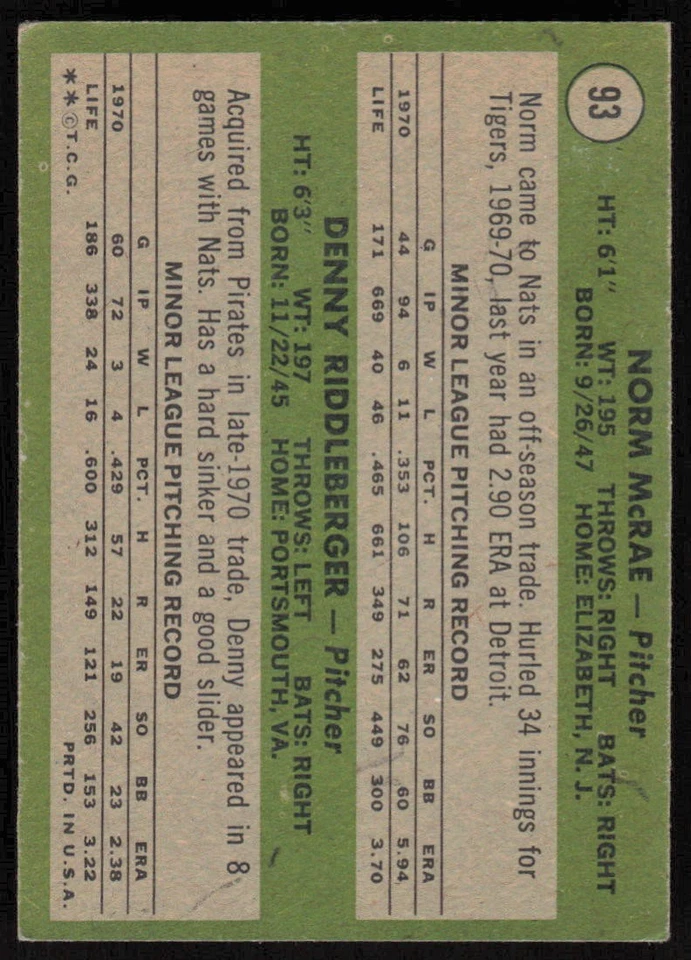 93
NORM McRAE — Pitcher
HT: 6'1" WT: 195 THROWS: RIGHT BATS: RIGHT
BORN: 9/26/47 HOME: ELIZABETH, N. J.
Norm came to Nats in an off-season trade. Hurled 34 innings for
Tigers, 1969-70, last year had 2.90 ERA at Detroit.
MINOR LEAGUE PITCHING RECORD
G IP W L PCT. H R ER SO BB ERA
1970 44 94 6 11 .353 106 71 62 76 60 5.94
LIFE 171 669 40 46 .465 661 349 275 449 300 3.70
DENNY RIDDLEBERGER — Pitcher
HT: 6'3" WT: 197 THROWS: LEFT BATS: RIGHT
BORN: 11/22/45 HOME: PORTSMOUTH, VA.
Acquired from Pirates in late-1970 trade, Denny appeared in 8
games with Nats. Has a hard sinker and a good slider.
MINOR LEAGUE PITCHING RECORD
G IP W L PCT. H R ER SO BB ERA
1970 60 72 3 4 .429 57 22 19 42 23 2.38
LIFE 186 338 24 16 .600 312 149 121 256 153 3.22
**©T.C.G. PRTD. IN U.S.A.